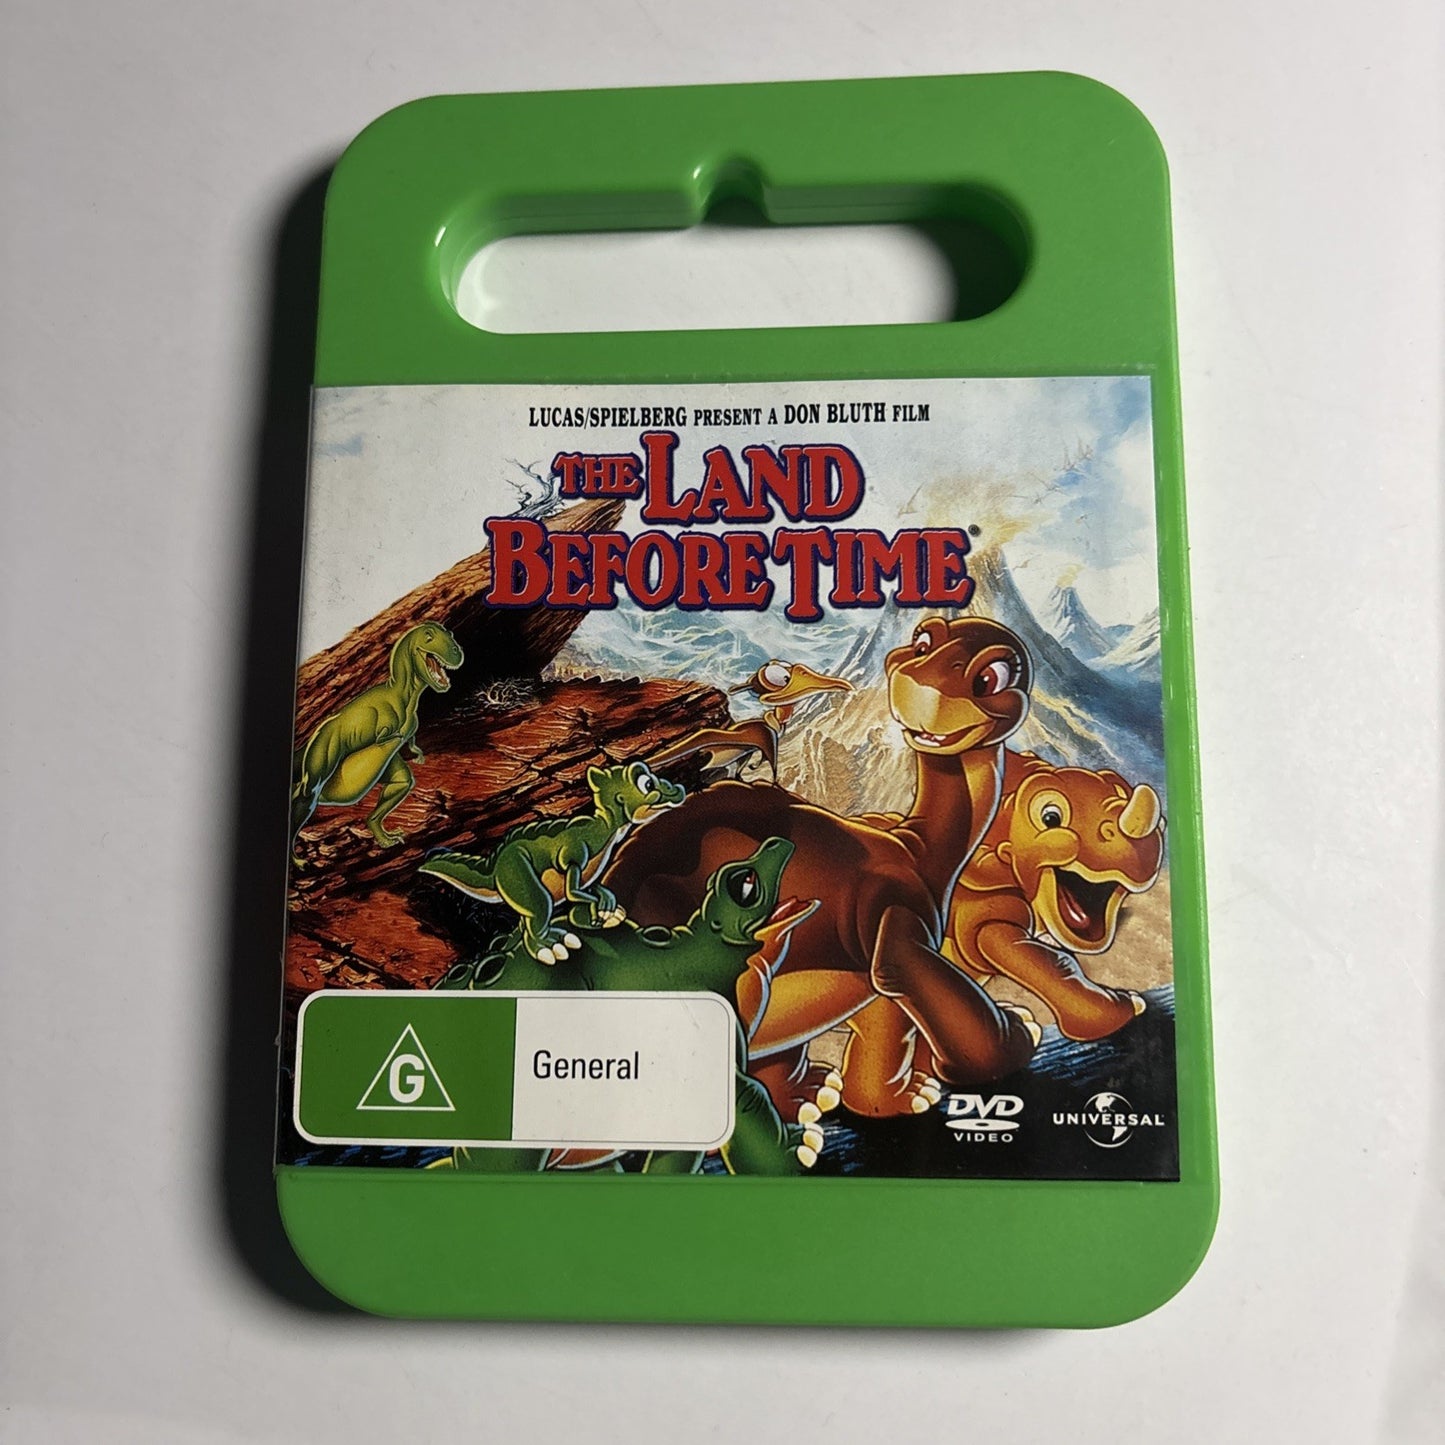 LUCAS/SPIELBERG PRESENT A DON BLUTH FILM
THE LAND
BEFORE TIME
G General
DVD
VIDEO
UNIVERSAL